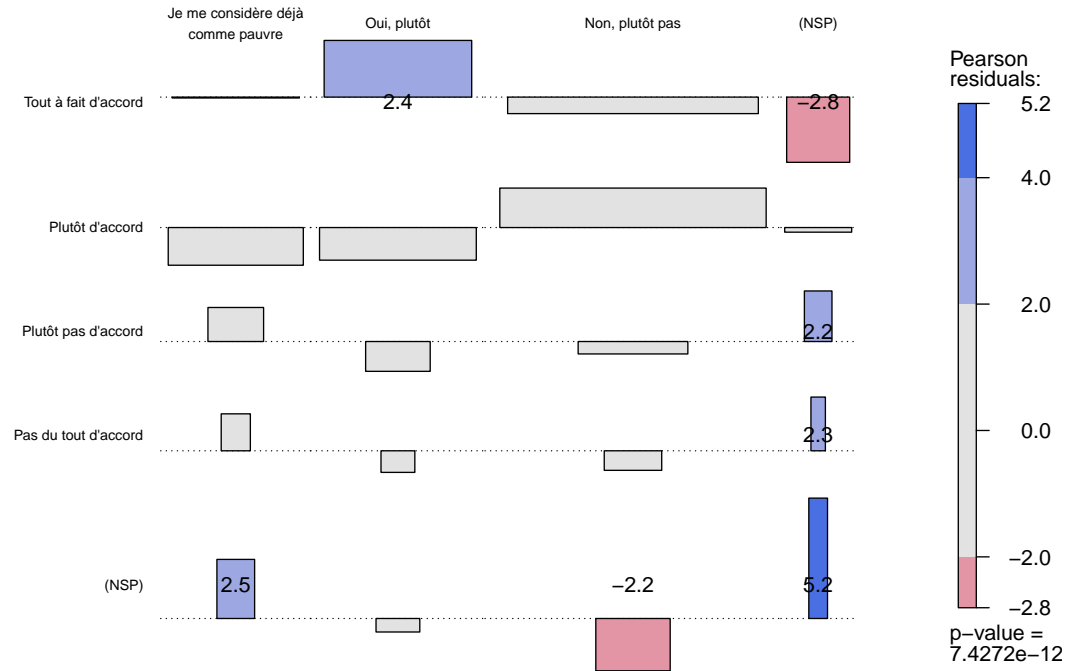 Je me considère déjà
comme pauvre
Oui, plutôt
Non, plutôt pas
(NSP)
Tout à fait d'accord
2.4
−2.8
Plutôt d'accord
Plutôt pas d'accord
2.2
Pas du tout d'accord
2.3
(NSP)
2.5
−2.2
5.2
Pearson
residuals:
5.2
4.0
2.0
0.0
−2.0
−2.8
p−value =
7.4272e−12